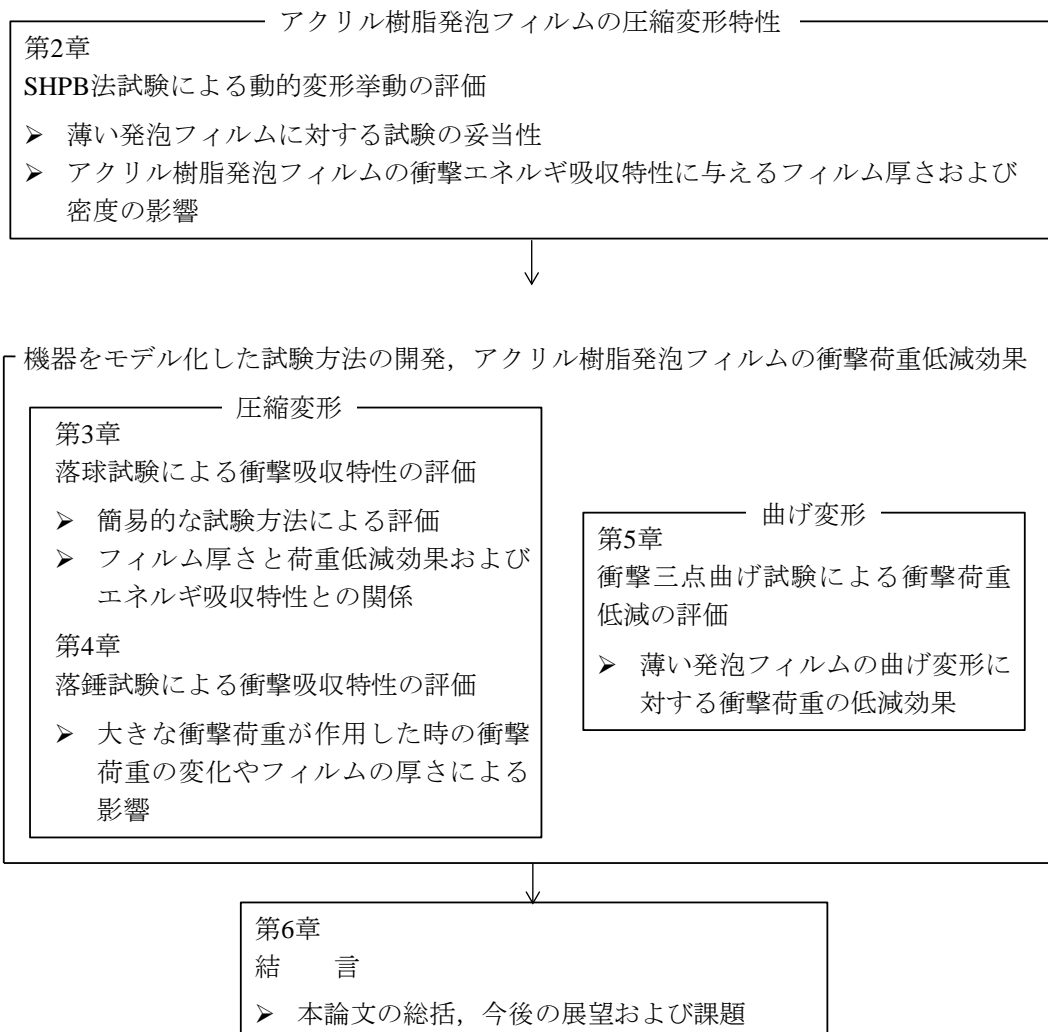 アクリル樹脂発泡フィルムの圧縮変形特性
第2章
SHPB法試験による動的変形挙動の評価
➢ 薄い発泡フィルムに対する試験の妥当性
➢ アクリル樹脂発泡フィルムの衝撃エネルギ吸収特性に与えるフィルム厚さおよび
密度の影響
機器をモデル化した試験方法の開発，アクリル樹脂発泡フィルムの衝撃荷重低減効果
圧縮変形
第3章
落球試験による衝撃吸収特性の評価
➢ 簡易的な試験方法による評価
➢ フィルム厚さと荷重低減効果および
エネルギ吸収特性との関係
第4章
落錘試験による衝撃吸収特性の評価
➢ 大きな衝撃荷重が作用した時の衝撃
荷重の変化やフィルムの厚さによる
影響
曲げ変形
第5章
衝撃三点曲げ試験による衝撃荷重
低減の評価
➢ 薄い発泡フィルムの曲げ変形に
対する衝撃荷重の低減効果
第6章
結　　言
➢ 本論文の総括，今後の展望および課題